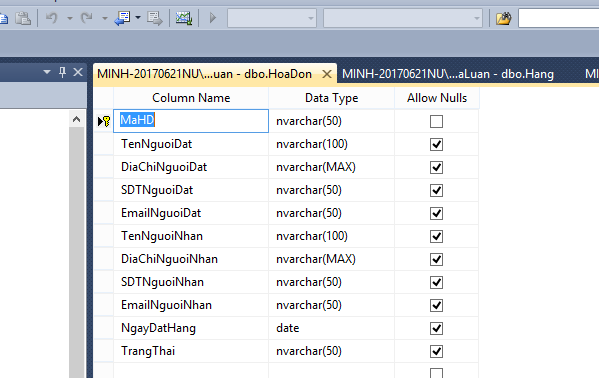 MINH-20170621NU\...uan - dbo.HoaDon
MINH-20170621NU\...aLuan - dbo.Hang
MINH
Column Name Data Type Allow Nulls
MaHD nvarchar(50)
TenNguoiDat nvarchar(100)
DiaChiNguoiDat nvarchar(MAX)
SDTNguoiDat nvarchar(50)
EmailNguoiDat nvarchar(50)
TenNguoiNhan nvarchar(100)
DiaChiNguoiNhan nvarchar(MAX)
SDTNguoiNhan nvarchar(50)
EmailNguoiNhan nvarchar(50)
NgayDatHang date
TrangThai nvarchar(50)